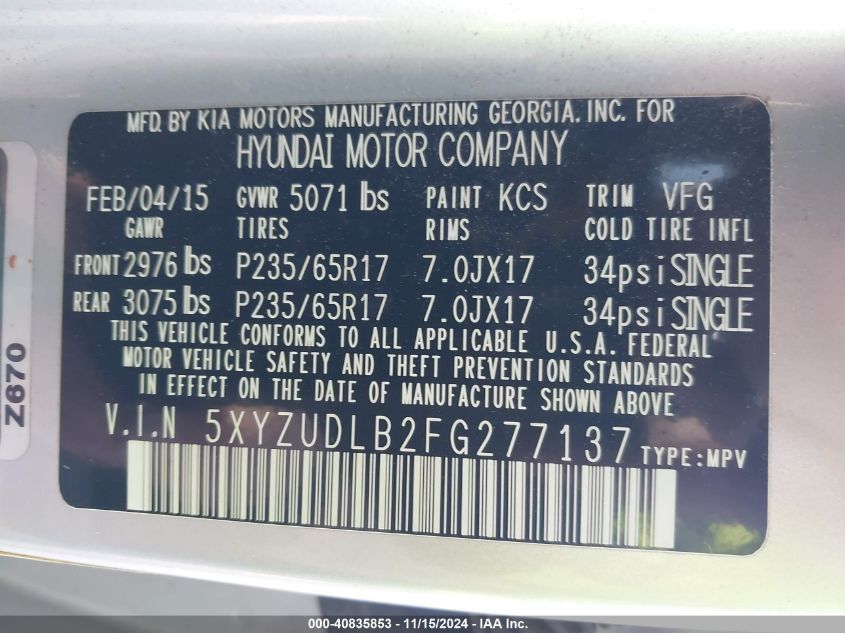 MFD. BY KIA MOTORS MANUFACTURING GEORGIA, INC. FOR
HYUNDAI MOTOR COMPANY
FEB/04/15 GVWR 5071 lbs PAINT KCS TRIM VFG
GAWR TIRES RIMS COLD TIRE INFL
FRONT 2976 lbs P235/65R17 7.0JX17 34psi SINGLE
REAR 3075 lbs P235/65R17 7.0JX17 34psi SINGLE
THIS VEHICLE CONFORMS TO ALL APPLICABLE U.S.A. FEDERAL
MOTOR VEHICLE SAFETY AND THEFT PREVENTION STANDARDS
IN EFFECT ON THE DATE OF MANUFACTURE SHOWN ABOVE
V.I.N 5XYZUDLB2FG277137 TYPE:MPV
Z670
000-40835853 - 11/15/2024 - IAA Inc.